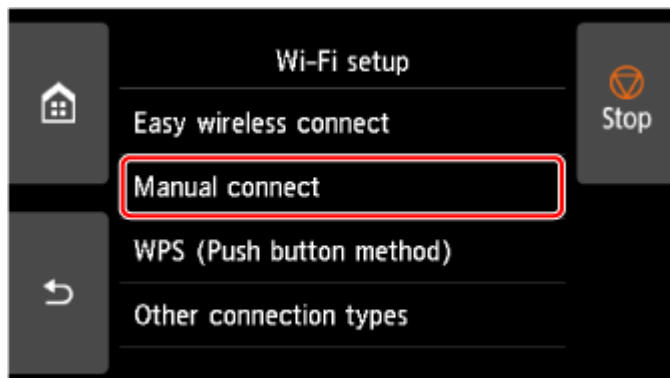 Wi-Fi setup
Easy wireless connect
Stop
Manual connect
WPS (Push button method)
Other connection types